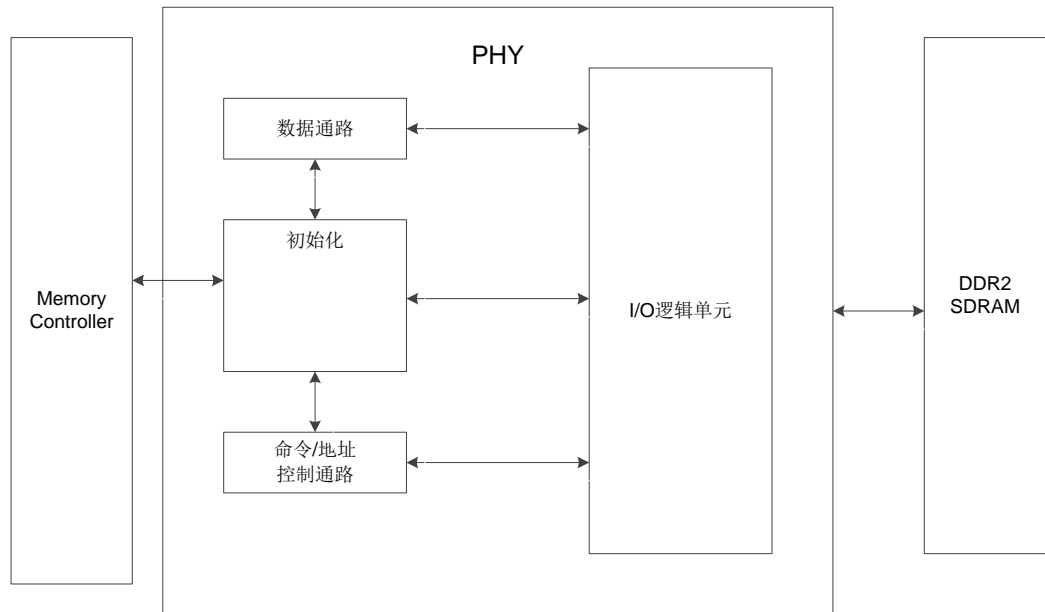 PHY
数据通路
初始化
Memory
Controller
I/O逻辑单元
DDR2
SDRAM
命令/地址
控制通路